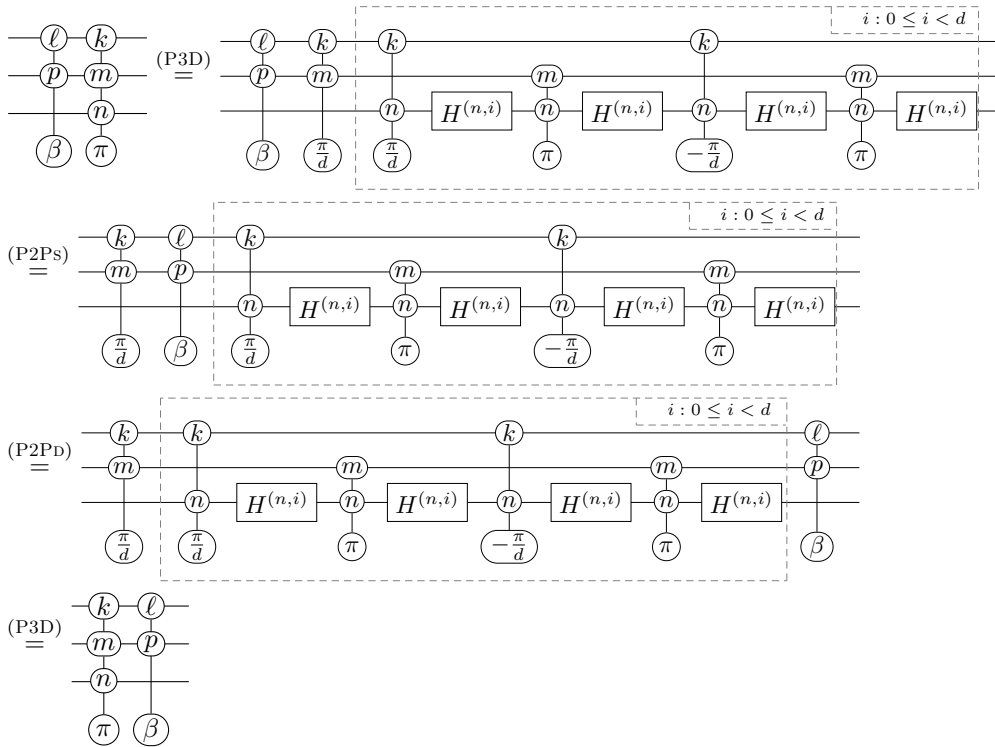 i : 0 ≤ i < d
ℓ k (P3D) = ℓ k k k
p m p m m m
n n H^{(n,i)} n H^{(n,i)} n H^{(n,i)} n H^{(n,i)}
β π β π/d π/d π −π/d π
i : 0 ≤ i < d
(P2Ps) = k ℓ k k
m p m m
n H^{(n,i)} n H^{(n,i)} n H^{(n,i)} n H^{(n,i)}
π/d β π/d π −π/d π
i : 0 ≤ i < d
(P2PD) = k k k ℓ
m m m p
n H^{(n,i)} n H^{(n,i)} n H^{(n,i)} n H^{(n,i)}
π/d π/d π −π/d π β
(P3D) = k ℓ
m p
n
π β